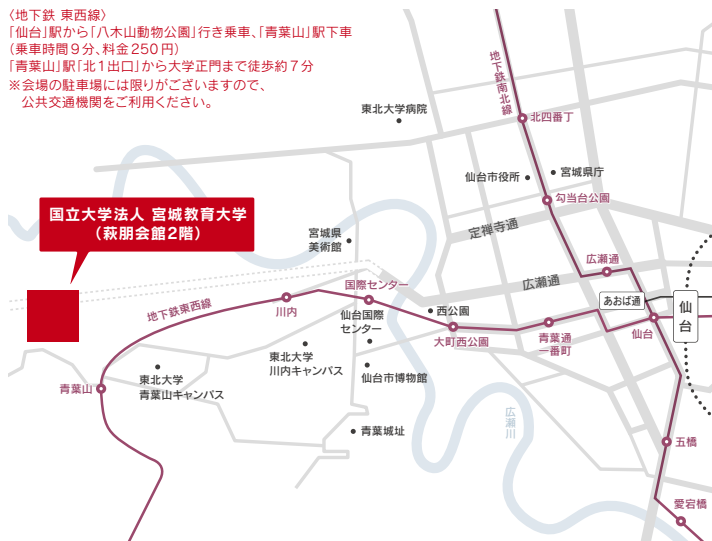 〈地下鉄 東西線〉
「仙台」駅から「八木山動物公園」行き乗車、「青葉山」駅下車
(乗車時間9分、料金250円)
「青葉山」駅「北1出口」から大学正門まで徒歩約7分
※会場の駐車場には限りがございますので、
公共交通機関をご利用ください。
地下鉄南北線
東北大学病院
北四番丁
仙台市役所
宮城県庁
勾当台公園
国立大学法人 宮城教育大学
(萩朋会館2階)
宮城県
美術館
定禅寺通
広瀬通
広瀬通
国際センター
あおば通
仙台
地下鉄東西線
川内
仙台国際
センター
西公園
大町西公園
青葉通
一番町
仙台
東北大学
川内キャンパス
仙台市博物館
青葉山
東北大学
青葉山キャンパス
青葉城址
広瀬川
五橋
愛宕橋